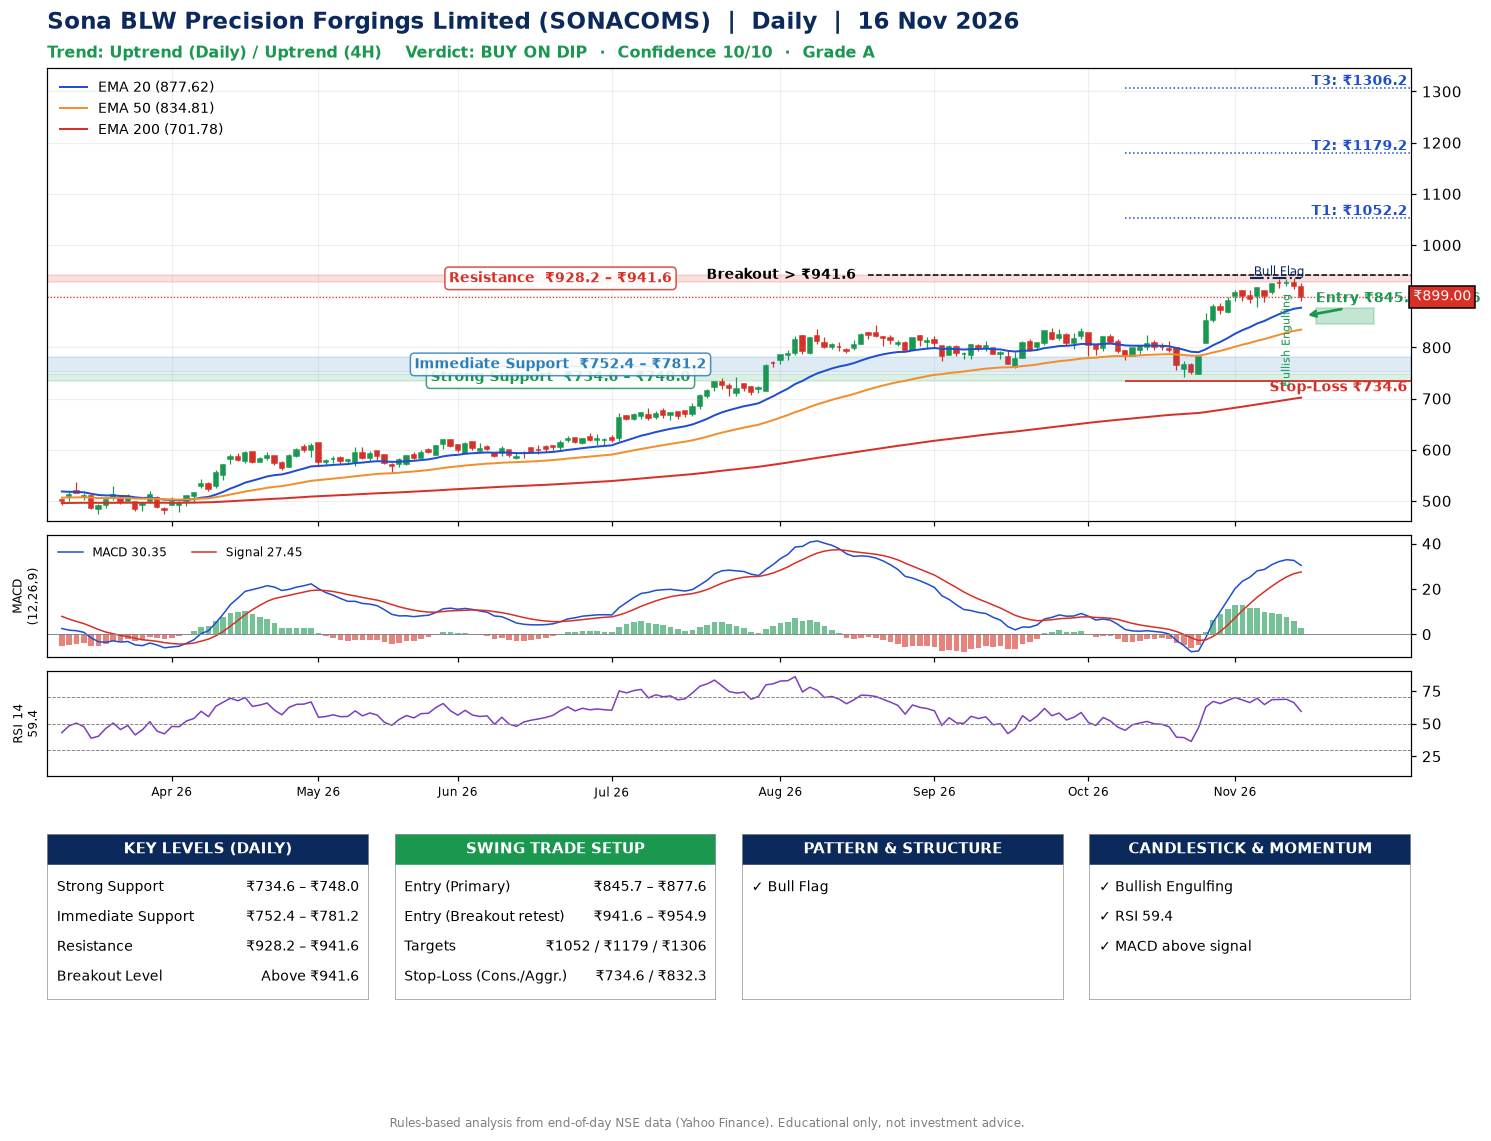 Sona BLW Precision Forgings Limited (SONACOMS) | Daily | 16 Nov 2026
Trend: Uptrend (Daily) / Uptrend (4H) Verdict: BUY ON DIP · Confidence 10/10 · Grade A
EMA 20 (877.62)
EMA 50 (834.81)
EMA 200 (701.78)
T3: ₹1306.2
T2: ₹1179.2
T1: ₹1052.2
Resistance ₹928.2 – ₹941.6
Breakout > ₹941.6
Bull Flag
Entry ₹845.
₹899.00
Bullish Engulfing
Immediate Support ₹752.4 – ₹781.2
Strong Support ₹734.6 – ₹748.0
Stop-Loss ₹734.6
1300
1200
1100
1000
800
700
600
500
MACD 30.35
Signal 27.45
MACD
(12,26,9)
40
20
0
RSI 14
59.4
75
50
25
Apr 26
May 26
Jun 26
Jul 26
Aug 26
Sep 26
Oct 26
Nov 26
KEY LEVELS (DAILY)
Strong Support ₹734.6 – ₹748.0
Immediate Support ₹752.4 – ₹781.2
Resistance ₹928.2 – ₹941.6
Breakout Level Above ₹941.6
SWING TRADE SETUP
Entry (Primary) ₹845.7 – ₹877.6
Entry (Breakout retest) ₹941.6 – ₹954.9
Targets ₹1052 / ₹1179 / ₹1306
Stop-Loss (Cons./Aggr.) ₹734.6 / ₹832.3
PATTERN & STRUCTURE
✓ Bull Flag
CANDLESTICK & MOMENTUM
✓ Bullish Engulfing
✓ RSI 59.4
✓ MACD above signal
Rules-based analysis from end-of-day NSE data (Yahoo Finance). Educational only, not investment advice.